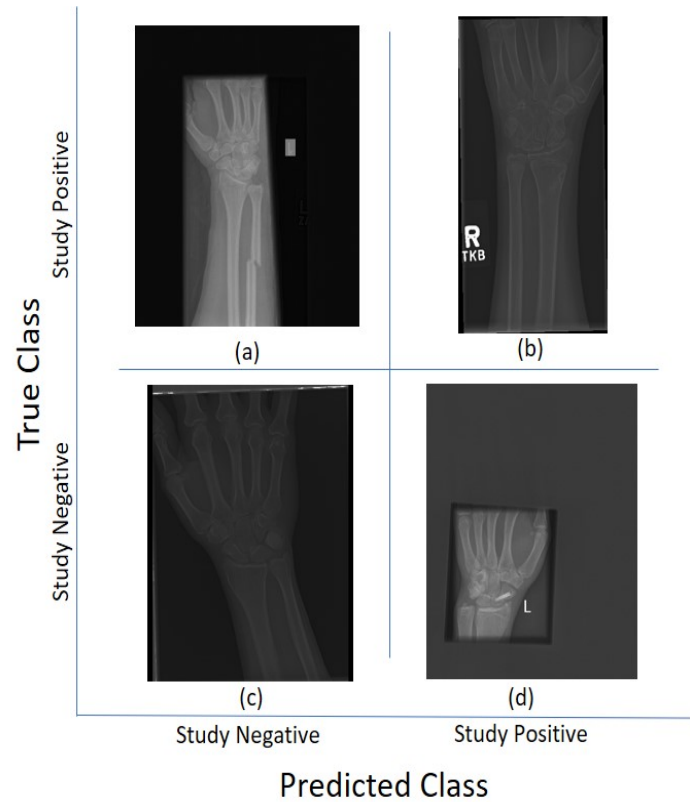 True Class
Study Positive
Study Negative
L
R
TKB
(a)
(b)
L
(c)
(d)
Study Negative
Study Positive
Predicted Class